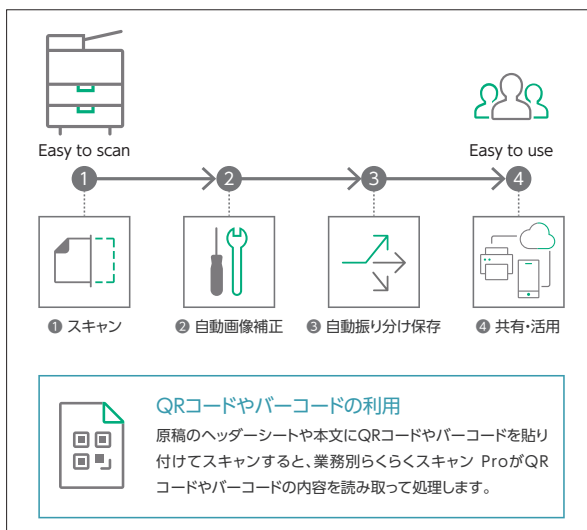 Easy to scan
Easy to use
1
2
3
4
❶ スキャン
❷ 自動画像補正
❸ 自動振り分け保存
❹ 共有・活用
QRコードやバーコードの利用
原稿のヘッダーシートや本文にQRコードやバーコードを貼り
付けてスキャンすると、業務別らくらくスキャン ProがQR
コードやバーコードの内容を読み取って処理します。